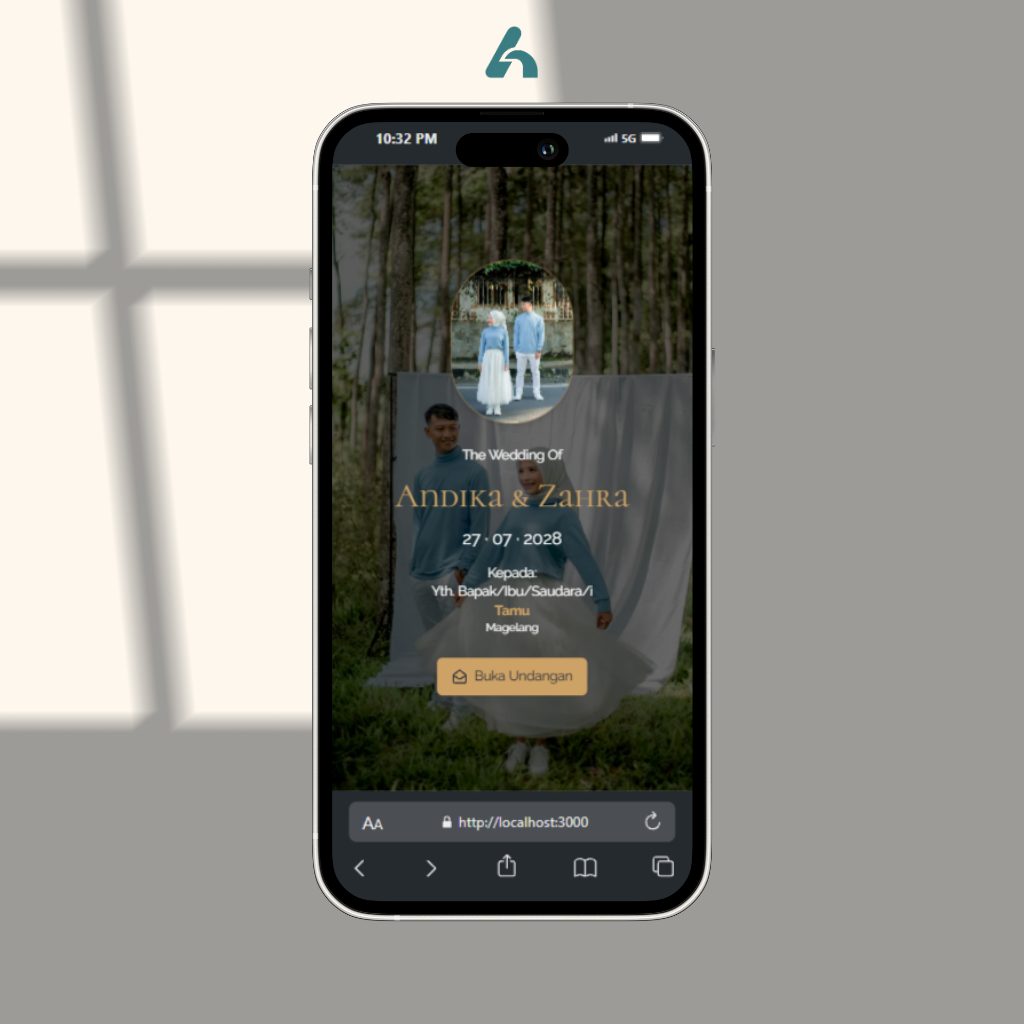 10:32 PM
5G
The Wedding Of
Andika & Zahra
27 · 07 · 2028
Kepada:
Yth. Bapak/Ibu/Saudara/i
Tamu
Magelang
Buka Undangan
AA
http://localhost:3000